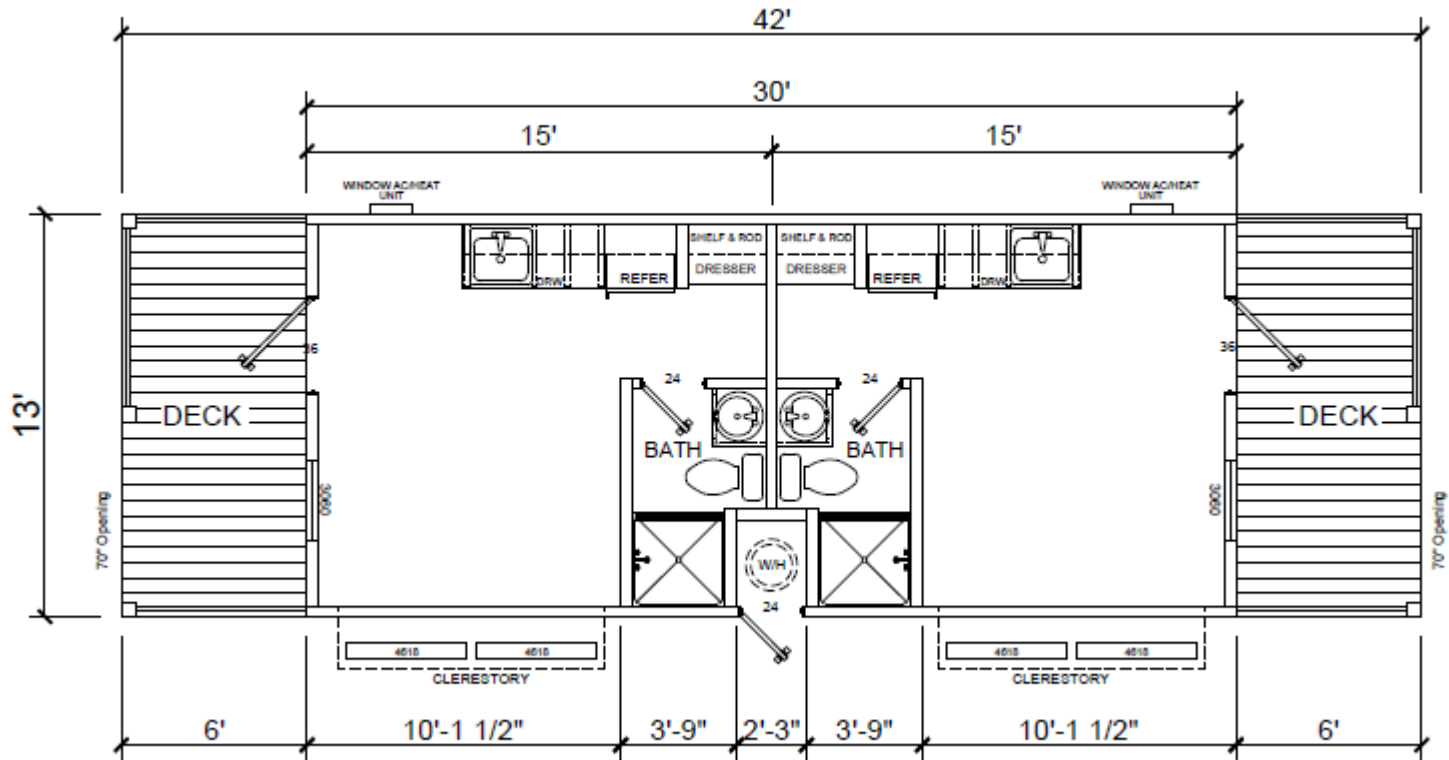 42'
30'
15' 15'
WINDOW AC/HEAT
UNIT
WINDOW AC/HEAT
UNIT
SHELF & ROD SHELF & ROD
DRESSER DRESSER
DRW REFER REFER DRW
36 36
24 24
13'
DECK DECK
BATH BATH
3060 3060
70" Opening 70" Opening
W/H
24
4618 4618 4618 4618
CLERESTORY CLERESTORY
6' 10'-1 1/2" 3'-9" 2'-3" 3'-9" 10'-1 1/2" 6'